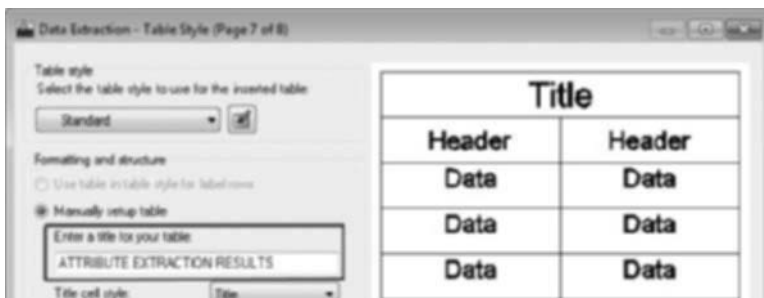 Data Extraction - Table Style (Page 7 of 8)
Table style
Select the table style to use for the inserted table:
Standard
Formatting and structure
Use table in table style for label rows
Manually setup table
Enter a title for your table:
ATTRIBUTE EXTRACTION RESULTS
Title cell style: Title
Title
Header Header
Data Data
Data Data
Data Data